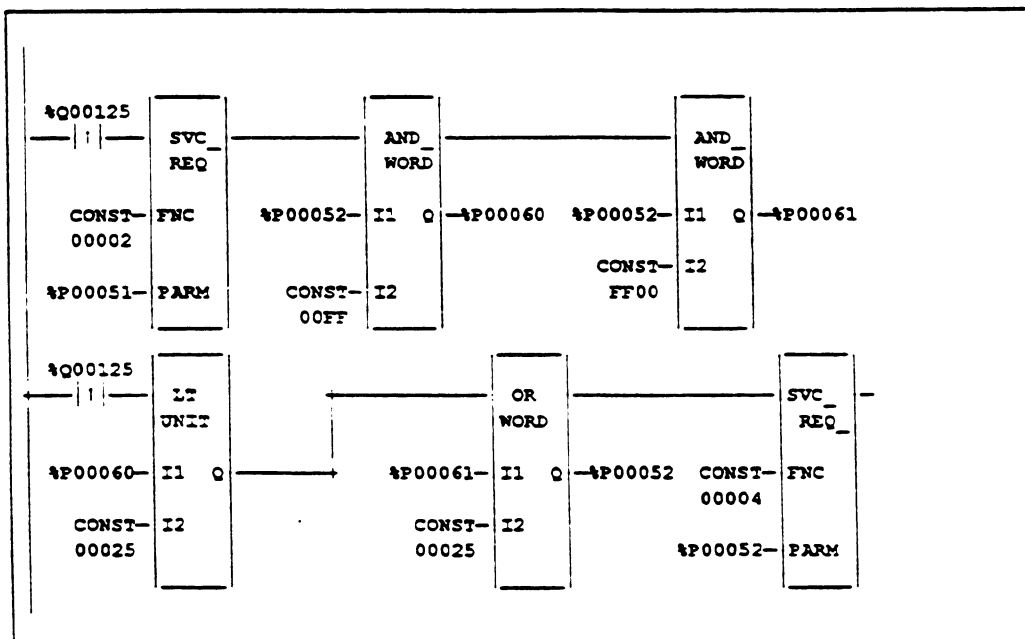 %Q00125
| ↑ | SVC_ AND_ AND_
REQ WORD WORD
CONST FNC %P00052 I1 Q %P00060 %P00052 I1 Q %P00061
00002
CONST I2
FF00
%P00051 PARM CONST I2
00FF
%Q00125
| ↑ | LT OR SVC_
UNIT WORD REQ_
%P00060 I1 Q %P00061 I1 Q %P00052 CONST FNC
00004
CONST I2 CONST I2
00025 00025
%P00052 PARM